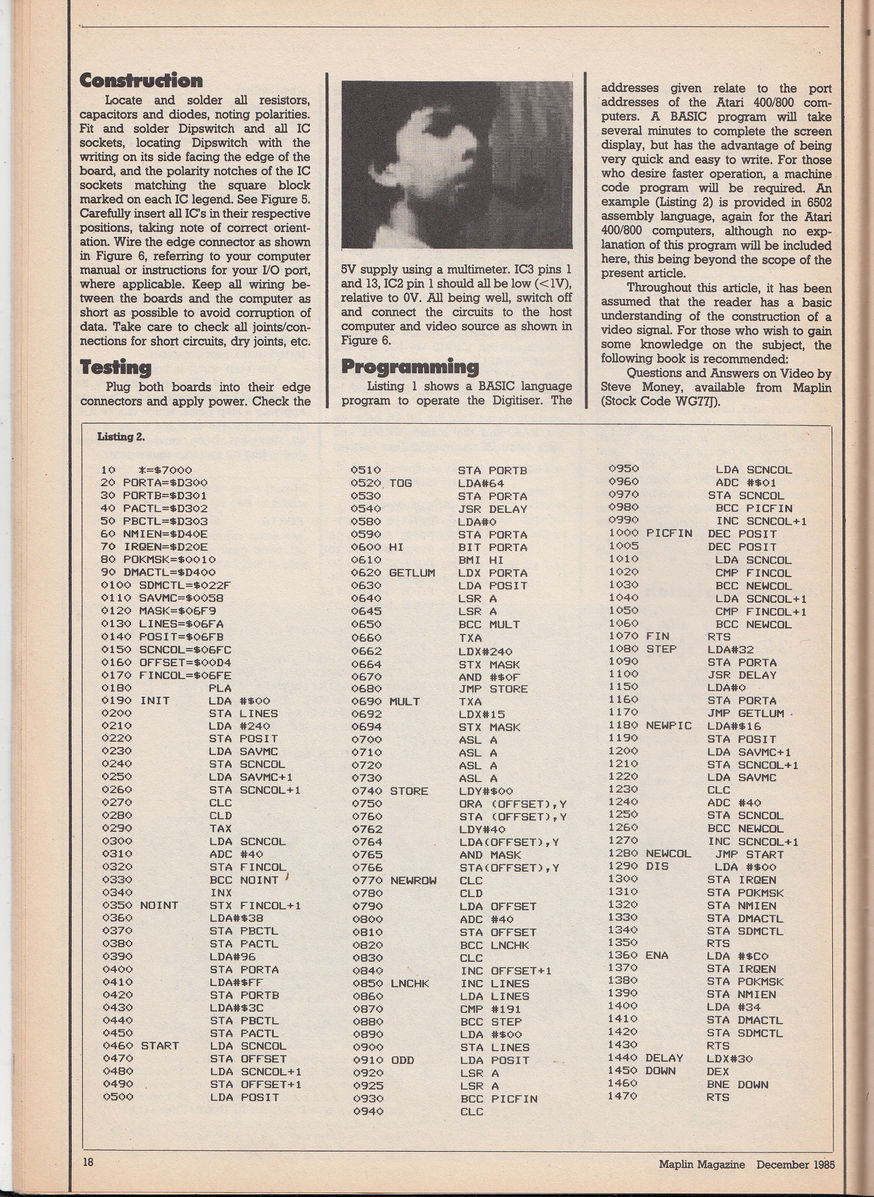 Construction
Locate and solder all resistors,
capacitors and diodes, noting polarities.
Fit and solder Dipswitch and all IC
sockets, locating Dipswitch with the
writing on its side facing the edge of the
board, and the polarity notches of the IC
sockets matching the square block
marked on each IC legend. See Figure 5.
Carefully insert all IC's in their respective
positions, taking note of correct orient-
ation. Wire the edge connector as shown
in Figure 6, referring to your computer
manual or instructions for your I/O port,
where applicable. Keep all wiring be-
tween the boards and the computer as
short as possible to avoid corruption of
data. Take care to check all joints/con-
nections for short circuits, dry joints, etc.
Testing
Plug both boards into their edge
connectors and apply power. Check the
5V supply using a multimeter. IC3 pins 1
and 13, IC2 pin 1 should all be low (<1V),
relative to 0V. All being well, switch off
and connect the circuits to the host
computer and video source as shown in
Figure 6.
Programming
Listing 1 shows a BASIC language
program to operate the Digitiser. The
addresses given relate to the port
addresses of the Atari 400/800 com-
puters. A BASIC program will take
several minutes to complete the screen
display, but has the advantage of being
very quick and easy to write. For those
who desire faster operation, a machine
code program will be required. An
example (Listing 2) is provided in 6502
assembly language, again for the Atari
400/800 computers, although no exp-
lanation of this program will be included
here, this being beyond the scope of the
present article.
Throughout this article, it has been
assumed that the reader has a basic
understanding of the construction of a
video signal. For those who wish to gain
some knowledge on the subject, the
following book is recommended:
Questions and Answers on Video by
Steve Money, available from Maplin
(Stock Code WG77J).
Listing 2.
10 *=$7000
20 PORTA=$D300
30 PORTB=$D301
40 PACTL=$D302
50 PBCTL=$D303
60 NMIEN=$D40E
70 IRQEN=$D20E
80 POKMSK=$0010
90 DMACTL=$D400
0100 SDMCTL=$022F
0110 SAVMC=$0058
0120 MASK=$06F9
0130 LINES=$06FA
0140 POSIT=$06FB
0150 SCNCOL=$06FC
0160 OFFSET=$00D4
0170 FINCOL=$06FE
0180 PLA
0190 INIT LDA #$00
0200 STA LINES
0210 LDA #240
0220 STA POSIT
0230 LDA SAVMC
0240 STA SCNCOL
0250 LDA SAVMC+1
0260 STA SCNCOL+1
0270 CLC
0280 CLD
0290 TAX
0300 LDA SCNCOL
0310 ADC #40
0320 STA FINCOL
0330 BCC NOINT
0340 INX
0350 NOINT STX FINCOL+1
0360 LDA#$38
0370 STA PBCTL
0380 STA PACTL
0390 LDA#96
0400 STA PORTA
0410 LDA#$FF
0420 STA PORTB
0430 LDA#$3C
0440 STA PBCTL
0450 STA PACTL
0460 START LDA SCNCOL
0470 STA OFFSET
0480 LDA SCNCOL+1
0490 STA OFFSET+1
0500 LDA POSIT
0510 STA PORTB
0520 TOG LDA#64
0530 STA PORTA
0540 JSR DELAY
0580 LDA#0
0590 STA PORTA
0600 HI BIT PORTA
0610 BMI HI
0620 GETLUM LDX PORTA
0630 LDA POSIT
0640 LSR A
0645 LSR A
0650 BCC MULT
0660 TXA
0662 LDX#240
0664 STX MASK
0670 AND #$0F
0680 JMP STORE
0690 MULT TXA
0692 LDX#15
0694 STX MASK
0700 ASL A
0710 ASL A
0720 ASL A
0730 ASL A
0740 STORE LDY#$00
0750 ORA (OFFSET),Y
0760 STA (OFFSET),Y
0762 LDY#40
0764 LDA(OFFSET),Y
0765 AND MASK
0766 STA(OFFSET),Y
0770 NEWROW CLC
0780 CLD
0790 LDA OFFSET
0800 ADC #40
0810 STA OFFSET
0820 BCC LNCHK
0830 CLC
0840 INC OFFSET+1
0850 LNCHK INC LINES
0860 LDA LINES
0870 CMP #191
0880 BCC STEP
0890 LDA #$00
0900 STA LINES
0910 ODD LDA POSIT
0920 LSR A
0925 LSR A
0930 BCC PICFIN
0940 CLC
0950 LDA SCNCOL
0960 ADC #$01
0970 STA SCNCOL
0980 BCC PICFIN
0990 INC SCNCOL+1
1000 PICFIN DEC POSIT
1005 DEC POSIT
1010 LDA SCNCOL
1020 CMP FINCOL
1030 BCC NEWCOL
1040 LDA SCNCOL+1
1050 CMP FINCOL+1
1060 BCC NEWCOL
1070 FIN RTS
1080 STEP LDA#32
1090 STA PORTA
1100 JSR DELAY
1150 LDA#0
1160 STA PORTA
1170 JMP GETLUM
1180 NEWPIC LDA#$16
1190 STA POSIT
1200 LDA SAVMC+1
1210 STA SCNCOL+1
1220 LDA SAVMC
1230 CLC
1240 ADC #40
1250 STA SCNCOL
1260 BCC NEWCOL
1270 INC SCNCOL+1
1280 NEWCOL JMP START
1290 DIS LDA #$00
1300 STA IRQEN
1310 STA POKMSK
1320 STA NMIEN
1330 STA DMACTL
1340 STA SDMCTL
1350 RTS
1360 ENA LDA #$C0
1370 STA IRQEN
1380 STA POKMSK
1390 STA NMIEN
1400 LDA #34
1410 STA DMACTL
1420 STA SDMCTL
1430 RTS
1440 DELAY LDX#30
1450 DOWN DEX
1460 BNE DOWN
1470 RTS
18
Maplin Magazine December 1985